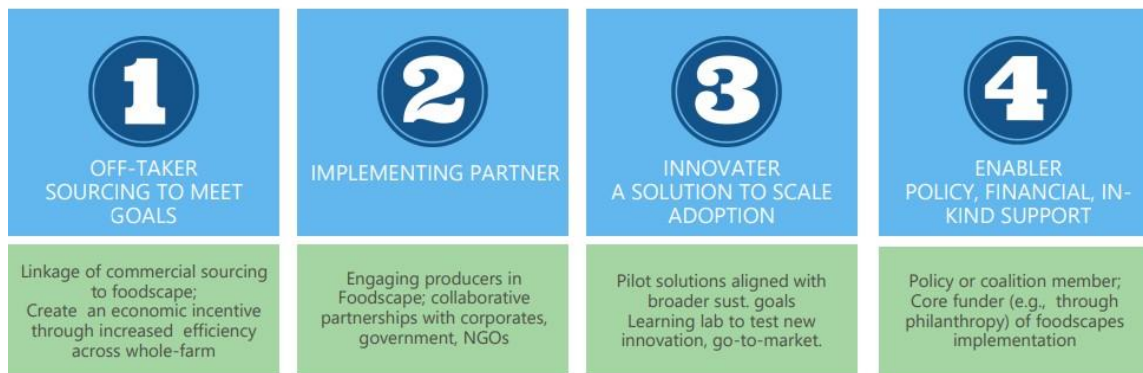 1
OFF-TAKER
SOURCING TO MEET
GOALS
Linkage of commercial sourcing
to foodscape;
Create an economic incentive
through increased efficiency
across whole-farm
2
IMPLEMENTING PARTNER
Engaging producers in
Foodscape; collaborative
partnerships with corporates,
government, NGOs
3
INNOVATER
A SOLUTION TO SCALE
ADOPTION
Pilot solutions aligned with
broader sust. goals
Learning lab to test new
innovation, go-to-market.
4
ENABLER
POLICY, FINANCIAL, IN-
KIND SUPPORT
Policy or coalition member;
Core funder (e.g., through
philanthropy) of foodscapes
implementation